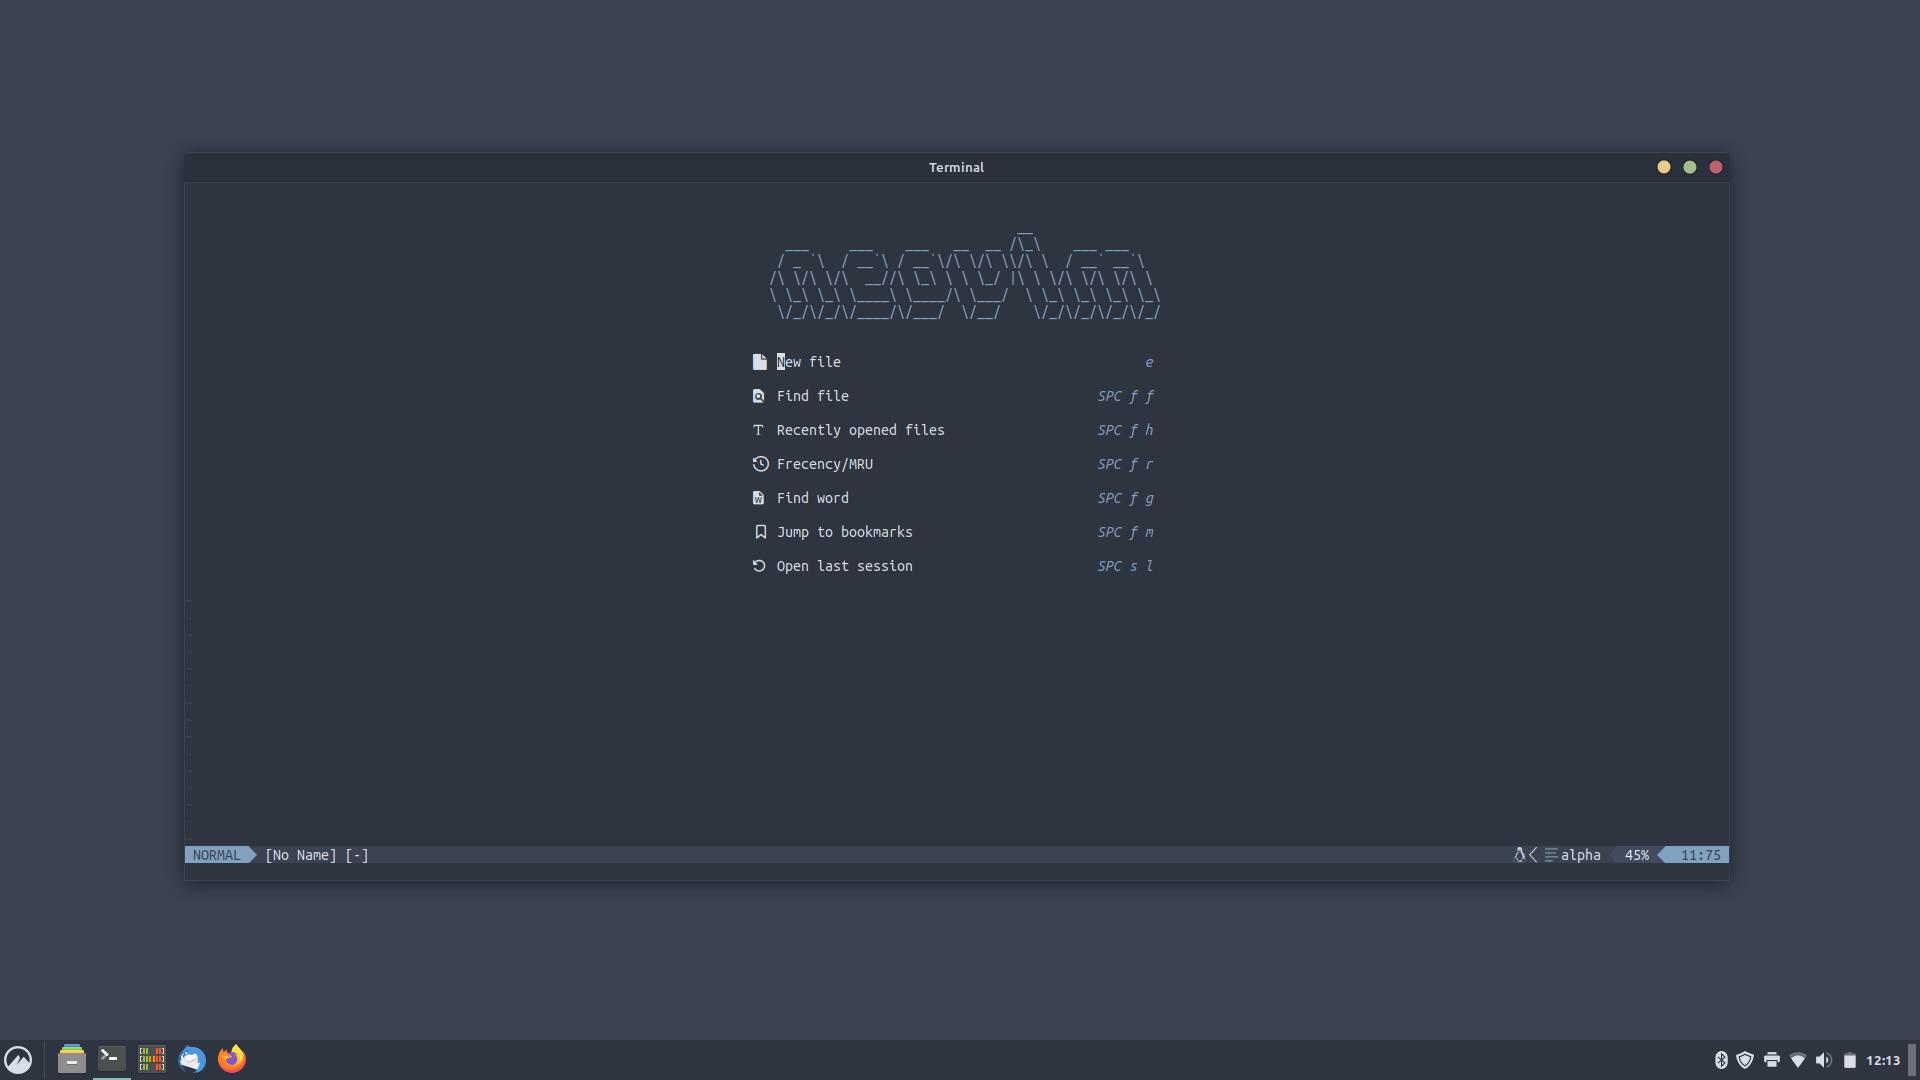 Terminal
neovim
New file e
Find file SPC f f
Recently opened files SPC f h
Frecency/MRU SPC f r
Find word SPC f g
Jump to bookmarks SPC f m
Open last session SPC s l
NORMAL [No Name] [-] alpha 45% 11:75
12:13